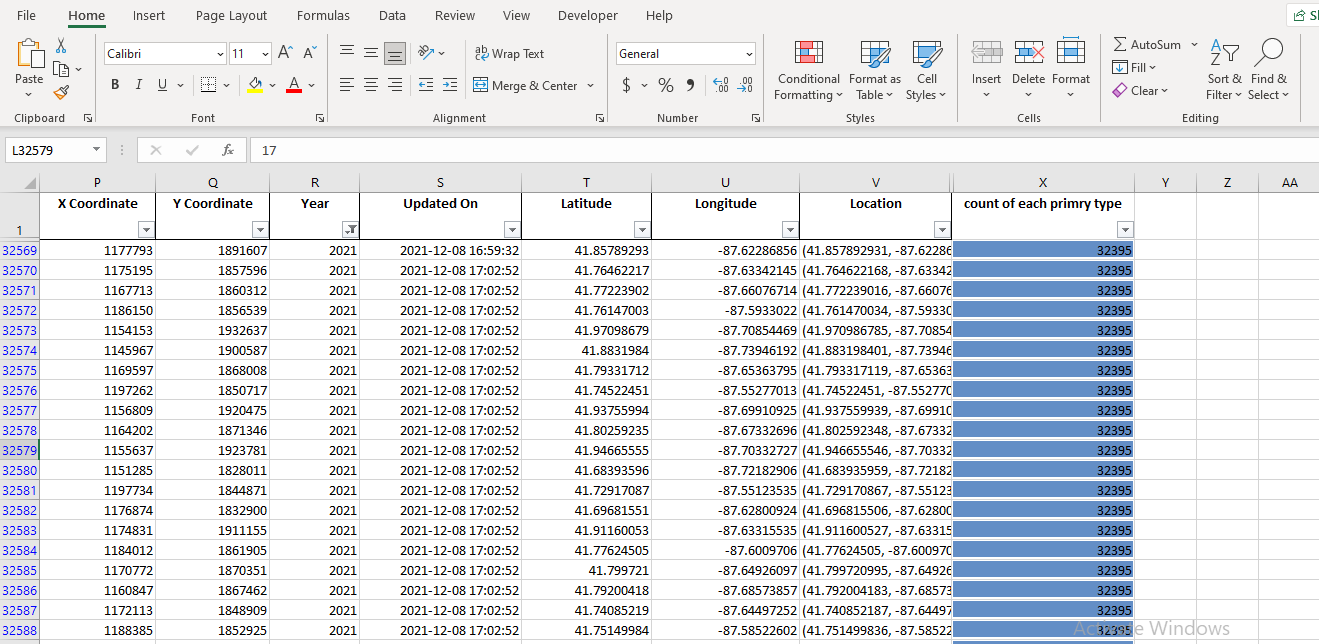 File Home Insert Page Layout Formulas Data Review View Developer Help
Calibri 11 A A ab Wrap Text General AutoSum
Paste Conditional Format as Cell Insert Delete Format Fill Sort & Find &
B I U A Merge & Center $ % Formatting Table Styles Clear Filter Select
Clipboard Font Alignment Number Styles Cells Editing
L32579 fx 17
P Q R S T U V X Y Z AA
1 X Coordinate Y Coordinate Year Updated On Latitude Longitude Location count of each primry type
32569 1177793 1891607 2021 2021-12-08 16:59:32 41.85789293 -87.62286856 (41.857892931, -87.62286 32395
32570 1175195 1857596 2021 2021-12-08 17:02:52 41.76462217 -87.63342145 (41.764622168, -87.63342 32395
32571 1167713 1860312 2021 2021-12-08 17:02:52 41.77223902 -87.66076714 (41.772239016, -87.66076 32395
32572 1186150 1856539 2021 2021-12-08 17:02:52 41.76147003 -87.5933022 (41.761470034, -87.59330 32395
32573 1154153 1932637 2021 2021-12-08 17:02:52 41.97098679 -87.70854469 (41.970986785, -87.70854 32395
32574 1145967 1900587 2021 2021-12-08 17:02:52 41.8831984 -87.73946192 (41.883198401, -87.73946 32395
32575 1169597 1868008 2021 2021-12-08 17:02:52 41.79331712 -87.65363795 (41.793317119, -87.65363 32395
32576 1197262 1850717 2021 2021-12-08 17:02:52 41.74522451 -87.55277013 (41.74522451, -87.552770 32395
32577 1156809 1920475 2021 2021-12-08 17:02:52 41.93755994 -87.69910925 (41.937559939, -87.69910 32395
32578 1164202 1871346 2021 2021-12-08 17:02:52 41.80259235 -87.67332696 (41.802592348, -87.67332 32395
32579 1155637 1923781 2021 2021-12-08 17:02:52 41.94665555 -87.70332727 (41.946655546, -87.70332 32395
32580 1151285 1828011 2021 2021-12-08 17:02:52 41.68393596 -87.72182906 (41.683935959, -87.72182 32395
32581 1197734 1844871 2021 2021-12-08 17:02:52 41.72917087 -87.55123535 (41.729170867, -87.55123 32395
32582 1176874 1832900 2021 2021-12-08 17:02:52 41.69681551 -87.62800924 (41.696815506, -87.62800 32395
32583 1174831 1911155 2021 2021-12-08 17:02:52 41.91160053 -87.63315535 (41.911600527, -87.63315 32395
32584 1184012 1861905 2021 2021-12-08 17:02:52 41.77624505 -87.6009706 (41.77624505, -87.600970 32395
32585 1170772 1870351 2021 2021-12-08 17:02:52 41.799721 -87.64926097 (41.799720995, -87.64926 32395
32586 1160847 1867462 2021 2021-12-08 17:02:52 41.79200418 -87.68573857 (41.792004183, -87.68573 32395
32587 1172113 1848909 2021 2021-12-08 17:02:52 41.74085219 -87.64497252 (41.740852187, -87.64497 32395
32588 1188385 1852925 2021 2021-12-08 17:02:52 41.75149984 -87.58522602 (41.751499836, -87.58522 32395
Activate Windows